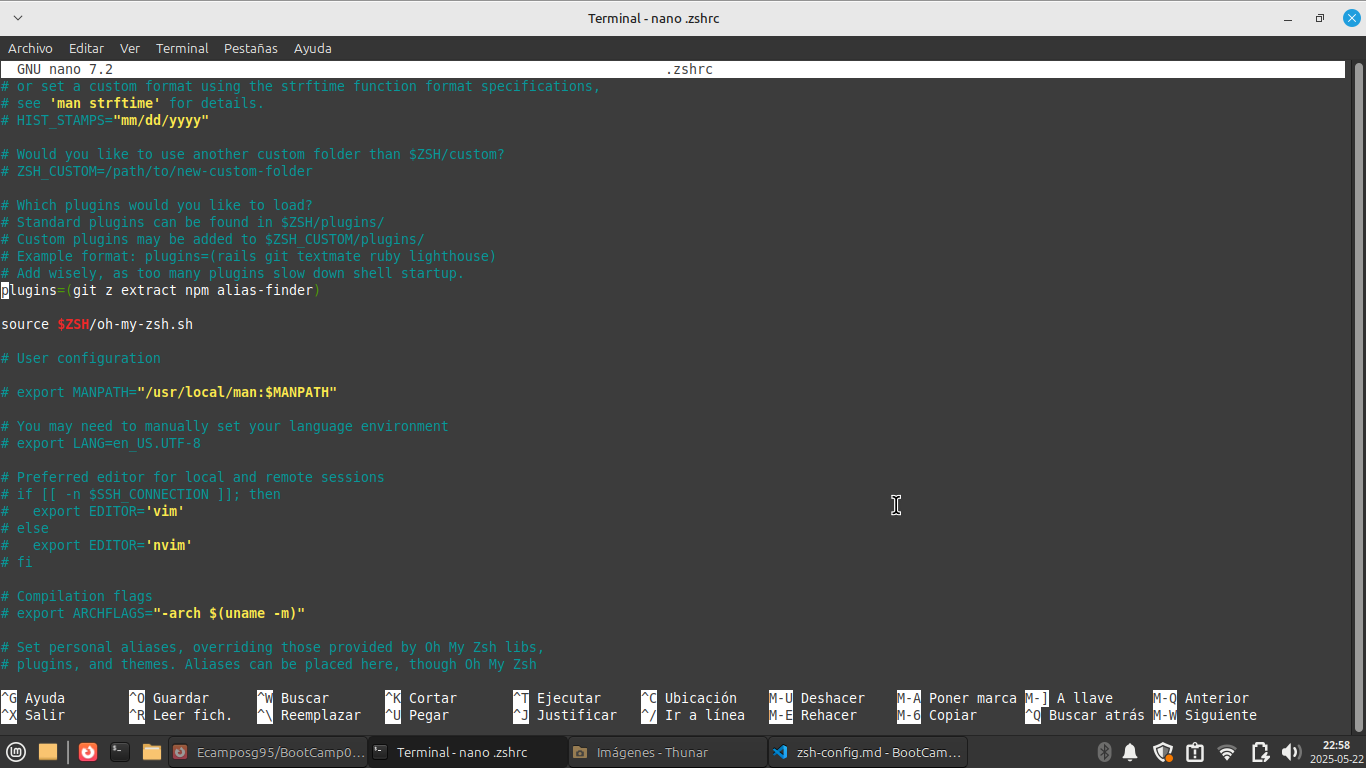 Terminal - nano .zshrc
Archivo Editar Ver Terminal Pestañas Ayuda
GNU nano 7.2 .zshrc
# or set a custom format using the strftime function format specifications,
# see 'man strftime' for details.
# HIST_STAMPS="mm/dd/yyyy"
# Would you like to use another custom folder than $ZSH/custom?
# ZSH_CUSTOM=/path/to/new-custom-folder
# Which plugins would you like to load?
# Standard plugins can be found in $ZSH/plugins/
# Custom plugins may be added to $ZSH_CUSTOM/plugins/
# Example format: plugins=(rails git textmate ruby lighthouse)
# Add wisely, as too many plugins slow down shell startup.
plugins=(git z extract npm alias-finder)
source $ZSH/oh-my-zsh.sh
# User configuration
# export MANPATH="/usr/local/man:$MANPATH"
# You may need to manually set your language environment
# export LANG=en_US.UTF-8
# Preferred editor for local and remote sessions
# if [[ -n $SSH_CONNECTION ]]; then
#   export EDITOR='vim'
# else
#   export EDITOR='nvim'
# fi
# Compilation flags
# export ARCHFLAGS="-arch $(uname -m)"
# Set personal aliases, overriding those provided by Oh My Zsh libs,
# plugins, and themes. Aliases can be placed here, though Oh My Zsh
^G Ayuda ^O Guardar ^W Buscar ^K Cortar ^T Ejecutar ^C Ubicación M-U Deshacer M-A Poner marca M-] A llave M-Q Anterior
^X Salir ^R Leer fich. ^\ Reemplazar ^U Pegar ^J Justificar ^/ Ir a línea M-E Rehacer M-6 Copiar ^Q Buscar atrás M-W Siguiente
Ecamposg95/BootCamp0... Terminal - nano .zshrc Imágenes - Thunar zsh-config.md - BootCam... 22:58
2025-05-22